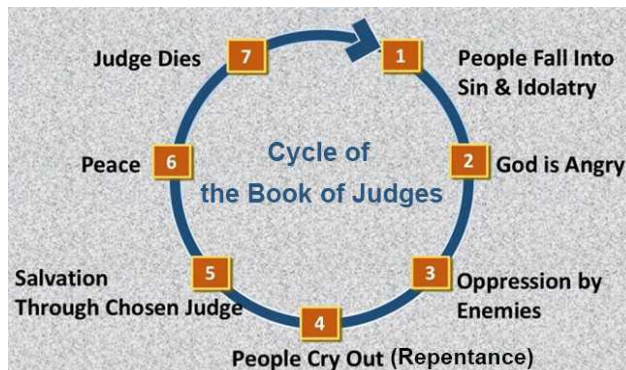 Cycle of
the Book of Judges
1
People Fall Into
Sin & Idolatry
2
God is Angry
3
Oppression by
Enemies
4
People Cry Out (Repentance)
5
Salvation
Through Chosen Judge
6
Peace
7
Judge Dies